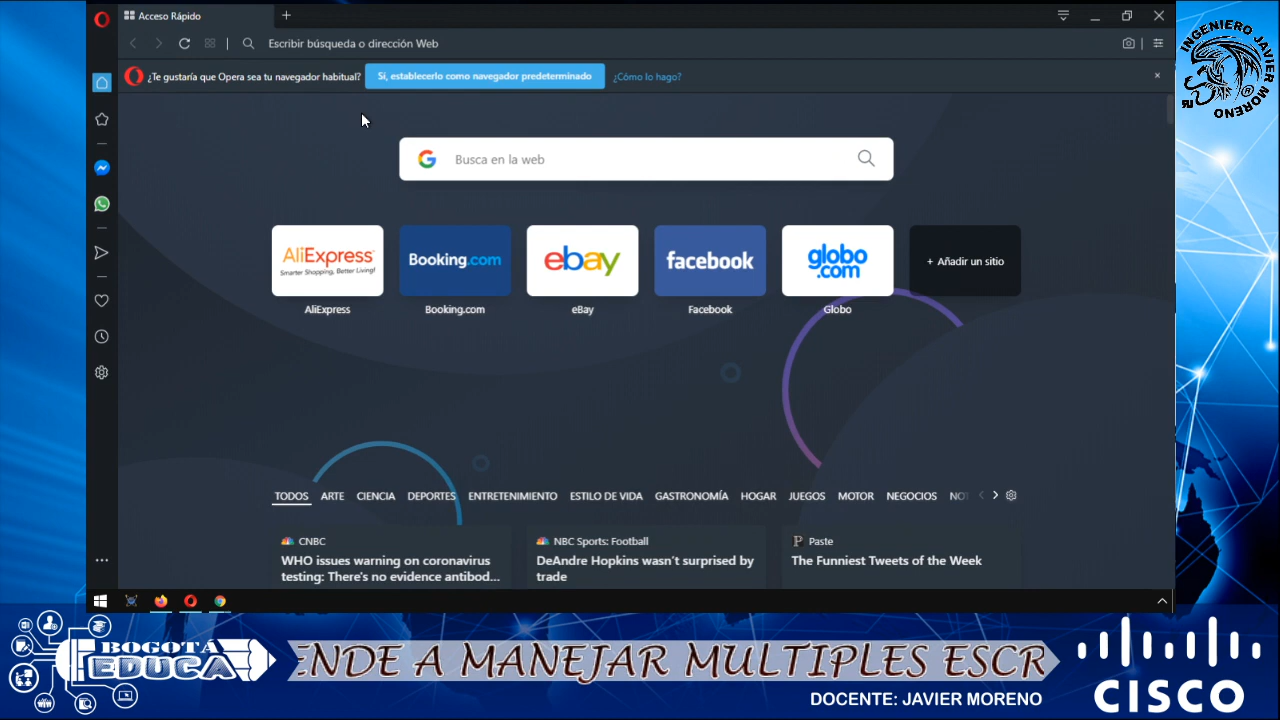 Acceso Rápido
Escribir búsqueda o dirección Web
¿Te gustaría que Opera sea tu navegador habitual?
Sí, establecerlo como navegador predeterminado
¿Cómo lo hago?
Busca en la web
AliExpress
Smarter Shopping, Better Living!
Booking.com
ebay
facebook
globo
.com
+ Añadir un sitio
AliExpress
Booking.com
eBay
Facebook
Globo
TODOS ARTE CIENCIA DEPORTES ENTRETENIMIENTO ESTILO DE VIDA GASTRONOMÍA HOGAR JUEGOS MOTOR NEGOCIOS NOT
CNBC
WHO issues warning on coronavirus
testing: There's no evidence antibod...
NBC Sports: Football
DeAndre Hopkins wasn't surprised by
trade
Paste
The Funniest Tweets of the Week
INGENIERO JAVIER MORENO
BOGOTÁ
EDUCA
ENDE A MANEJAR MULTIPLES ESCR
DOCENTE: JAVIER MORENO
CISCO